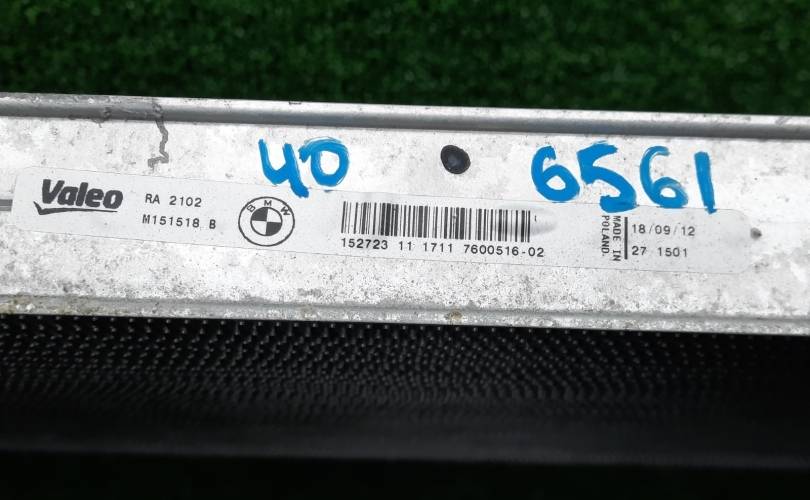 40 6561
Valeo
RA 2102
M151518 B
BMW
152723 11 1711 7600516-02
MADE IN
POLAND.
18/09/12
27 1501